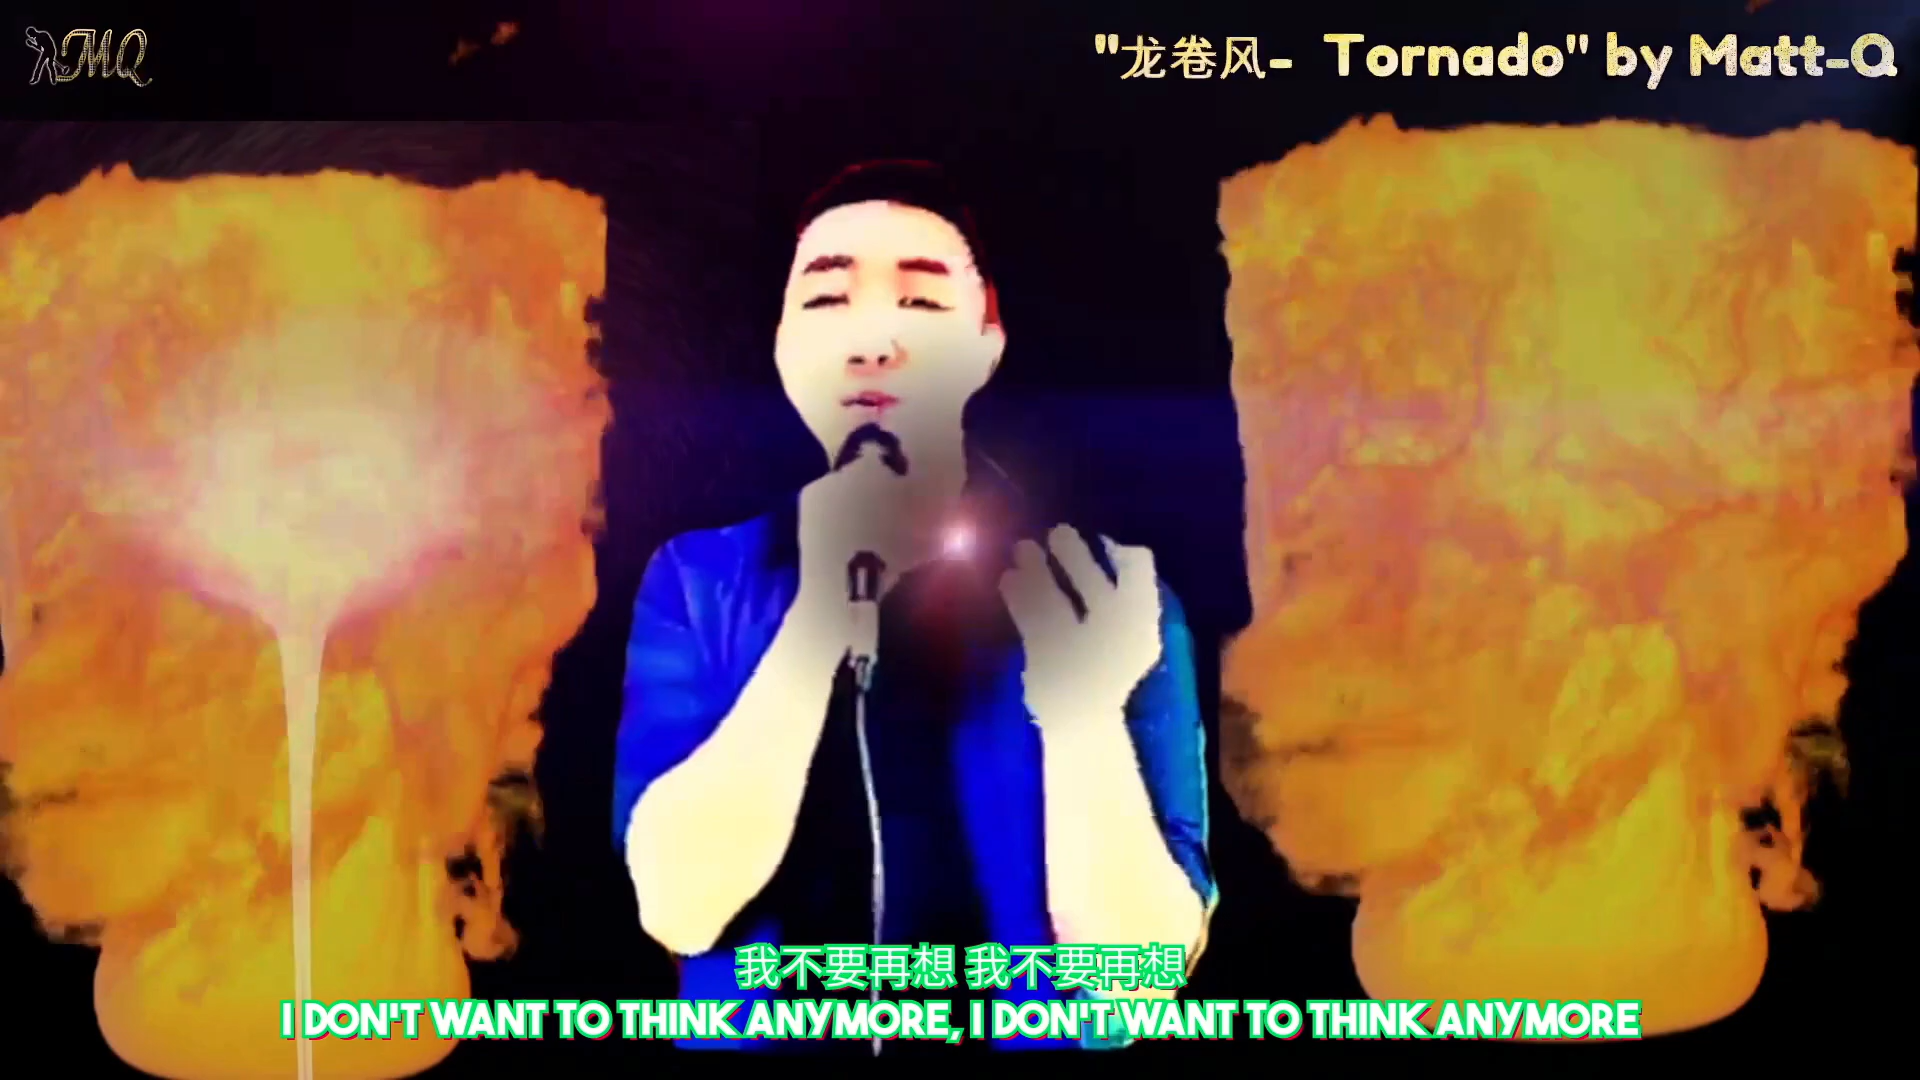 MQ
"龙卷风- Tornado" by Matt-Q
我不要再想 我不要再想
I DON'T WANT TO THINK ANYMORE, I DON'T WANT TO THINK ANYMORE